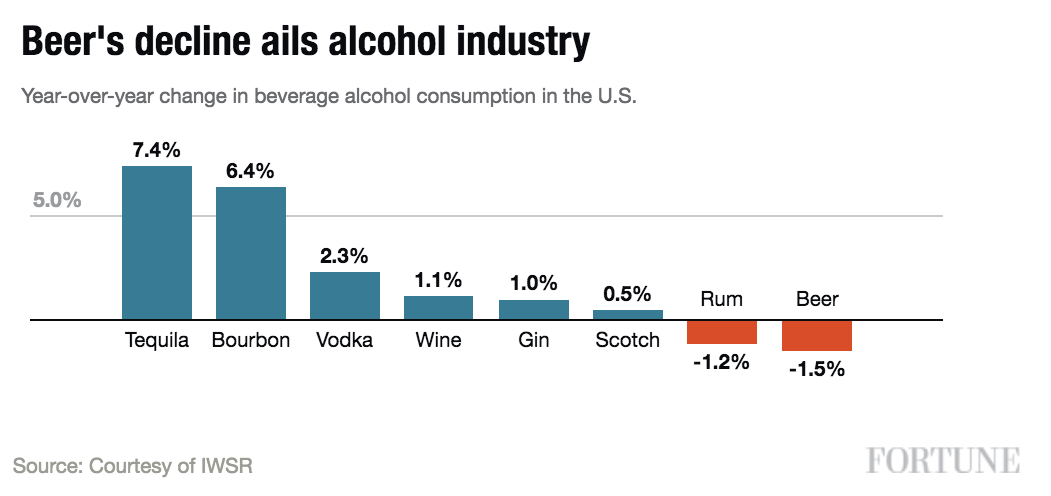 Beer's decline ails alcohol industry
Year-over-year change in beverage alcohol consumption in the U.S.
7.4%
6.4%
5.0%
2.3%
1.1%
1.0%
0.5%
Rum
Beer
Tequila
Bourbon
Vodka
Wine
Gin
Scotch
-1.2%
-1.5%
Source: Courtesy of IWSR
FORTUNE